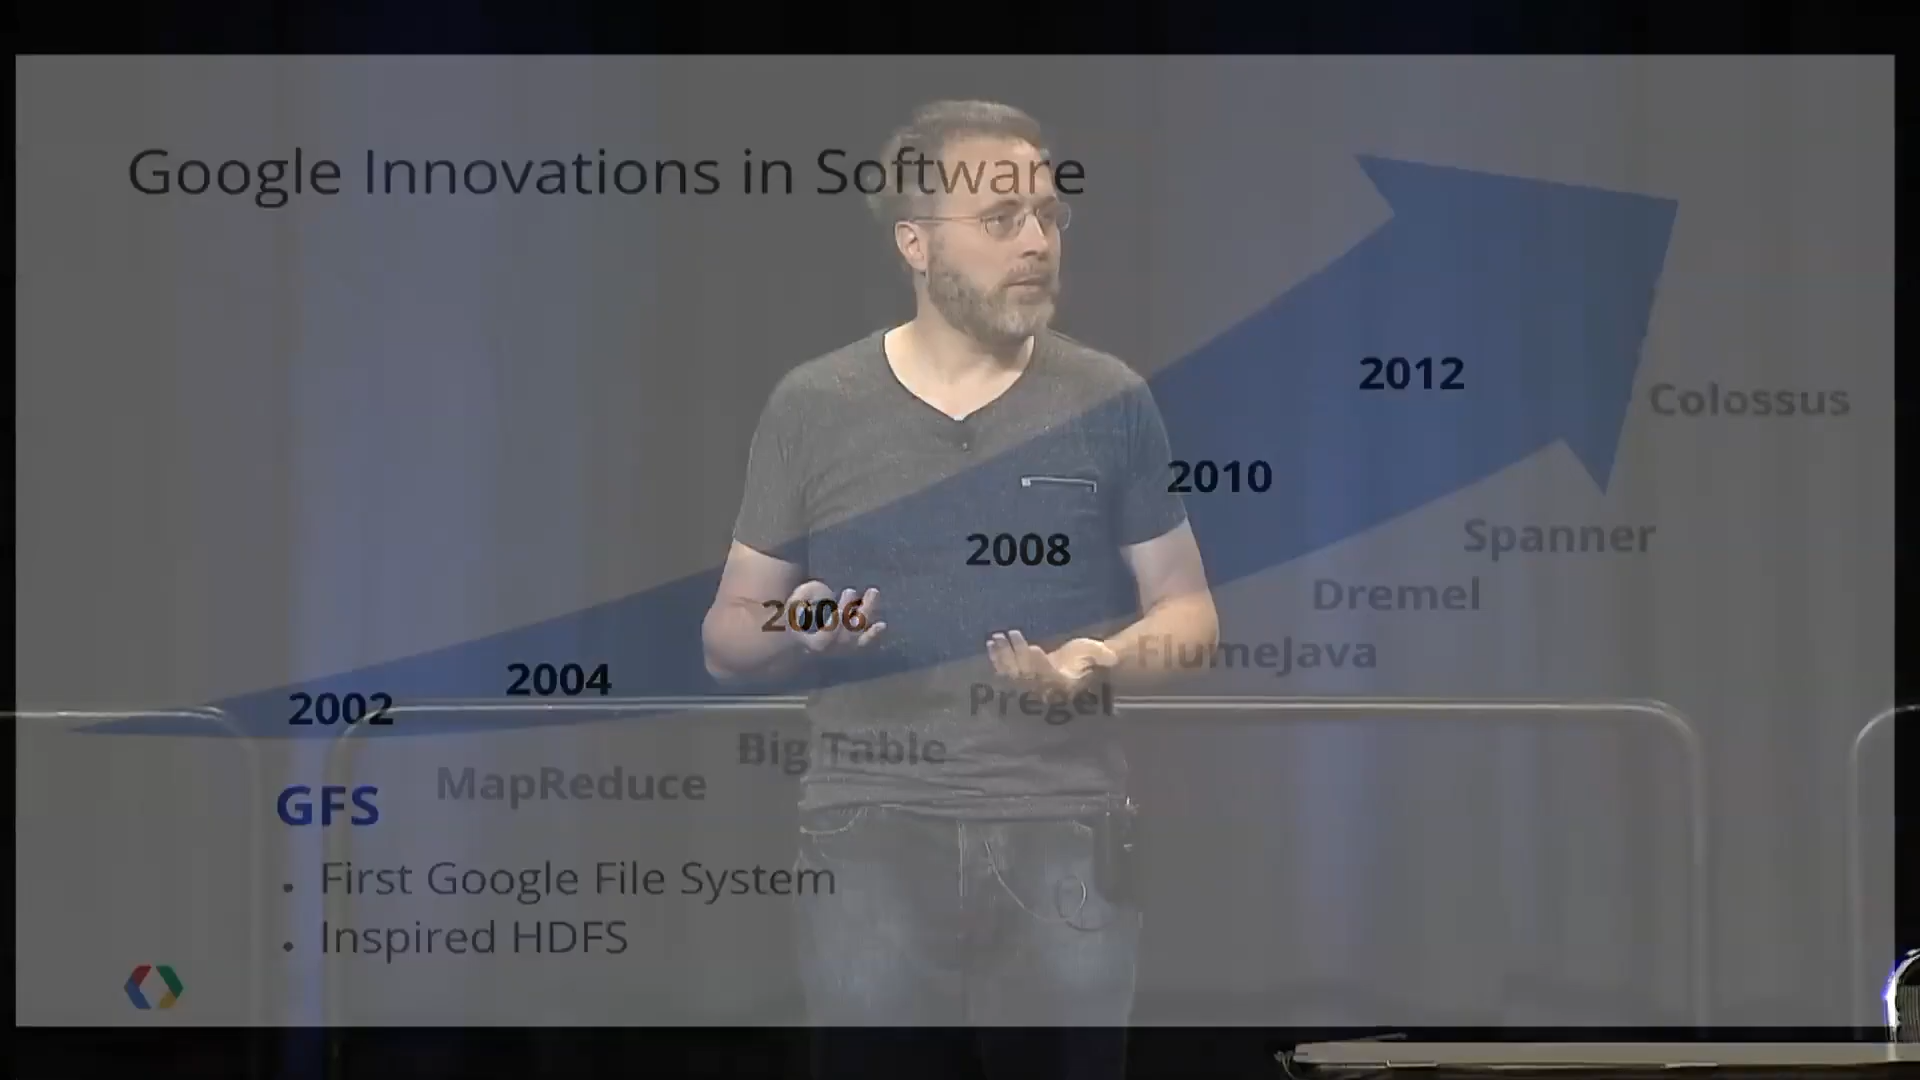 Google Innovations in Software
2012
Colossus
2010
Spanner
2008
Dremel
2006
FlumeJava
2004
Pregel
2002
Big Table
MapReduce
GFS
. First Google File System
. Inspired HDFS